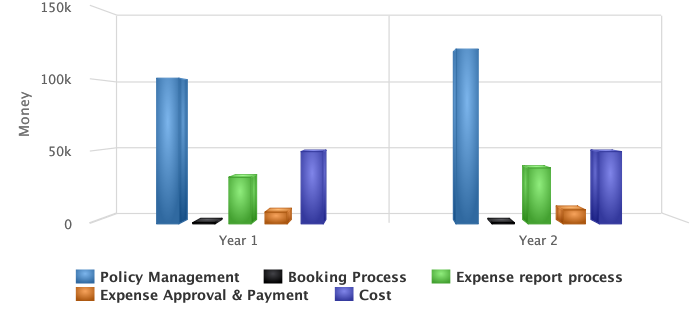 150k
100k
50k
0
Money
Year 1
Year 2
Policy Management
Booking Process
Expense report process
Expense Approval & Payment
Cost